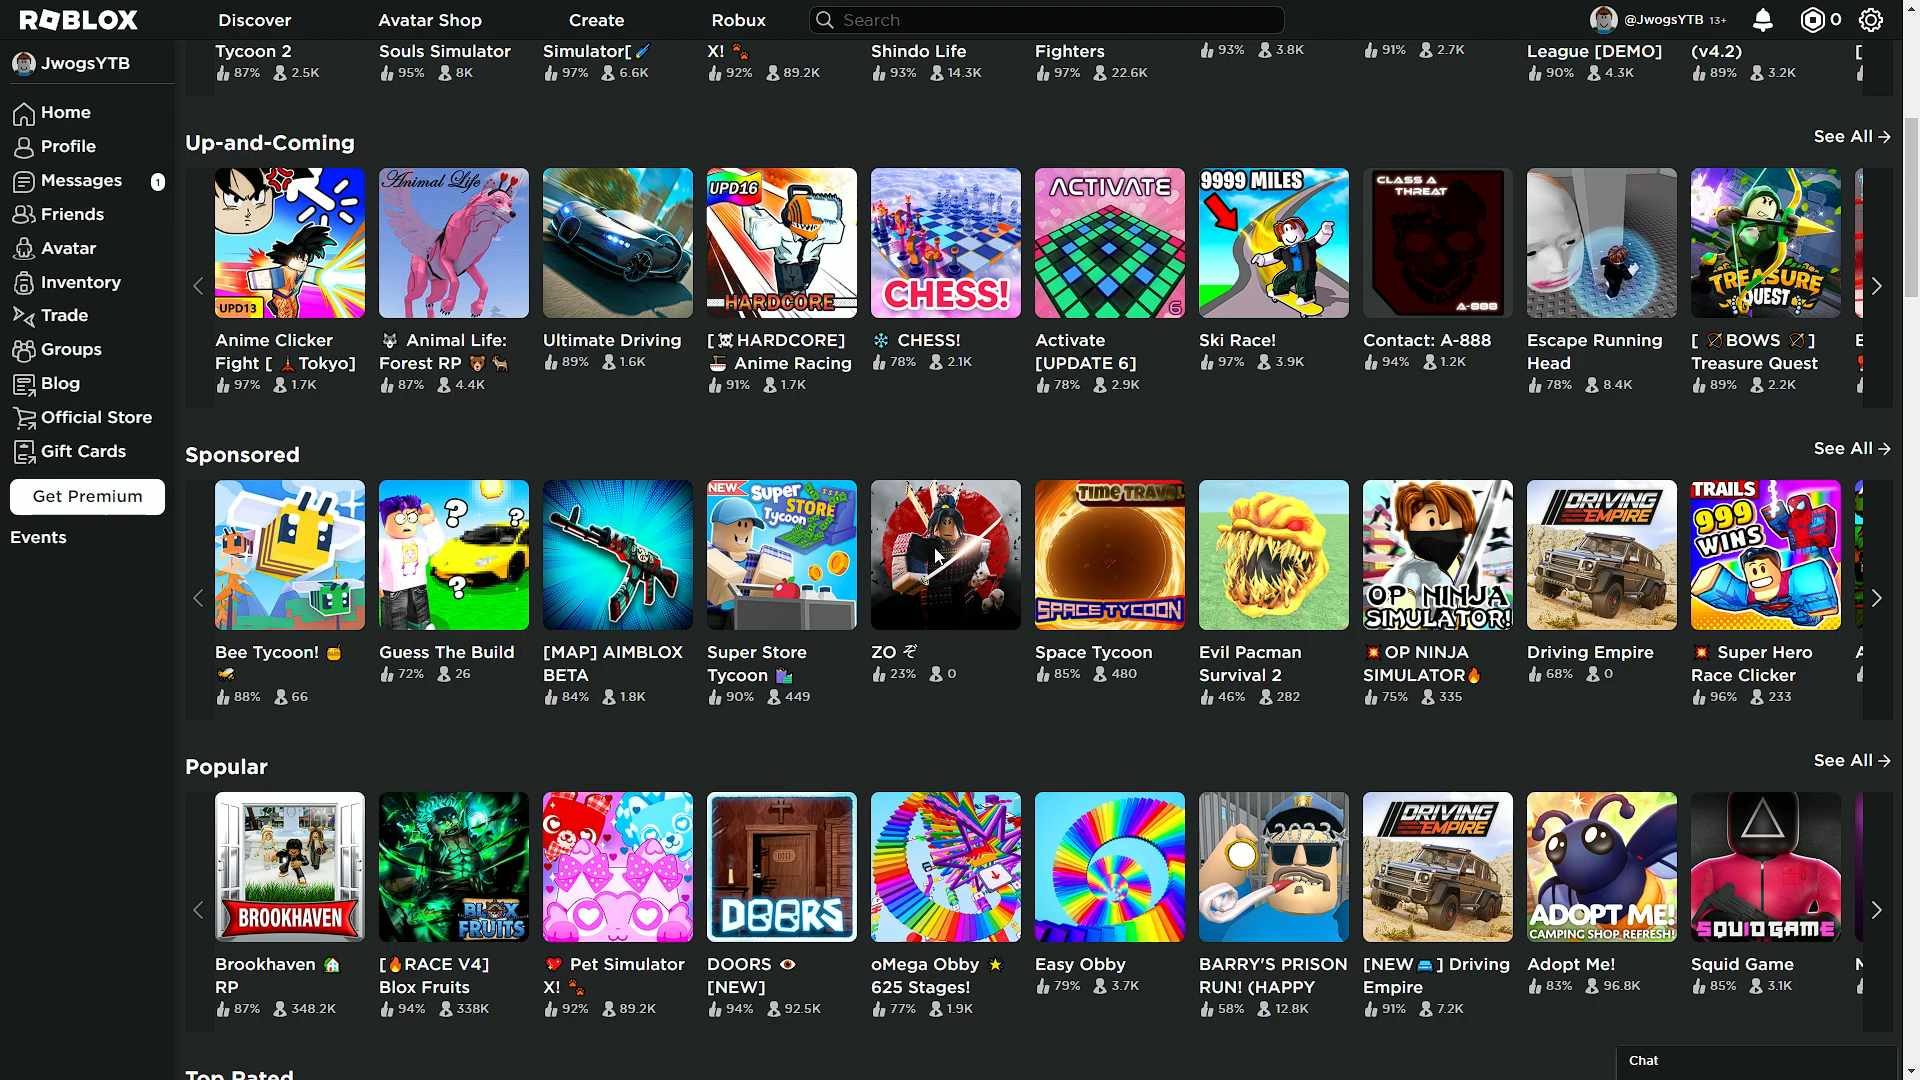 ROBLOX
Discover
Avatar Shop
Create
Robux
Search
@JwogsYTB 13+
0
JwogsYTB
Home
Profile
Messages
1
Friends
Avatar
Inventory
Trade
Groups
Blog
Official Store
Gift Cards
Get Premium
Events
Tycoon 2
87% 2.5K
Souls Simulator
95% 8K
Simulator[
97% 6.6K
X!
92% 89.2K
Shindo Life
93% 14.3K
Fighters
97% 22.6K
93% 3.8K
91% 2.7K
League [DEMO]
90% 4.3K
(v4.2)
89% 3.2K
[
Up-and-Coming
See All →
UPD13
Animal Life
UPD16
HARDCORE
CHESS!
ACTIVATE
6
9999 MILES
CLASS A
THREAT
A-888
TREASURE
QUEST
Anime Clicker
Fight [ 🗼Tokyo]
97% 1.7K
🐺 Animal Life:
Forest RP 🐻🦌
87% 4.4K
Ultimate Driving
89% 1.6K
[☠HARDCORE]
🍜 Anime Racing
91% 1.7K
❄ CHESS!
78% 2.1K
Activate
[UPDATE 6]
78% 2.9K
Ski Race!
97% 3.9K
Contact: A-888
94% 1.2K
Escape Running
Head
78% 8.4K
[ 🏹BOWS 🏹]
Treasure Quest
89% 2.2K
Sponsored
See All →
? ? ?
NEW
Super
STORE
Tycoon
TIME TRAVEL
SPACE TYCOON
OP NINJA
SIMULATOR!
DRIVING
EMPIRE
TRAILS
999
WINS
Bee Tycoon! 🍯
🐝
88% 66
Guess The Build
72% 26
[MAP] AIMBLOX
BETA
84% 1.8K
Super Store
Tycoon 🛍
90% 449
ZO ぞ
23% 0
Space Tycoon
85% 480
Evil Pacman
Survival 2
46% 282
💥OP NINJA
SIMULATOR🔥
75% 335
Driving Empire
68% 0
💥 Super Hero
Race Clicker
96% 233
Popular
See All →
BROOKHAVEN
BLOX
FRUITS
DOORS
2023
DRIVING
EMPIRE
ADOPT ME!
CAMPING SHOP REFRESH!
SQUID GAME
Brookhaven 🏡
RP
87% 348.2K
[🔥RACE V4]
Blox Fruits
94% 338K
💖 Pet Simulator
X! 🐾
92% 89.2K
DOORS 👁
[NEW]
94% 92.5K
oMega Obby 🌟
625 Stages!
77% 1.9K
Easy Obby
79% 3.7K
BARRY'S PRISON
RUN! (HAPPY
58% 12.8K
[NEW🚘] Driving
Empire
91% 7.2K
Adopt Me!
83% 96.8K
Squid Game
85% 3.1K
Top Rated
Chat